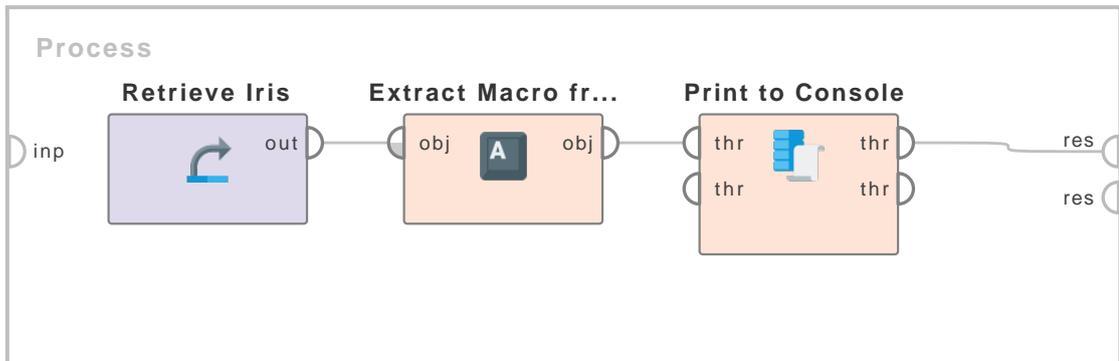 Process
Retrieve Iris
Extract Macro fr...
Print to Console
inp
out
obj
A
obj
thr
thr
res
thr
thr
res